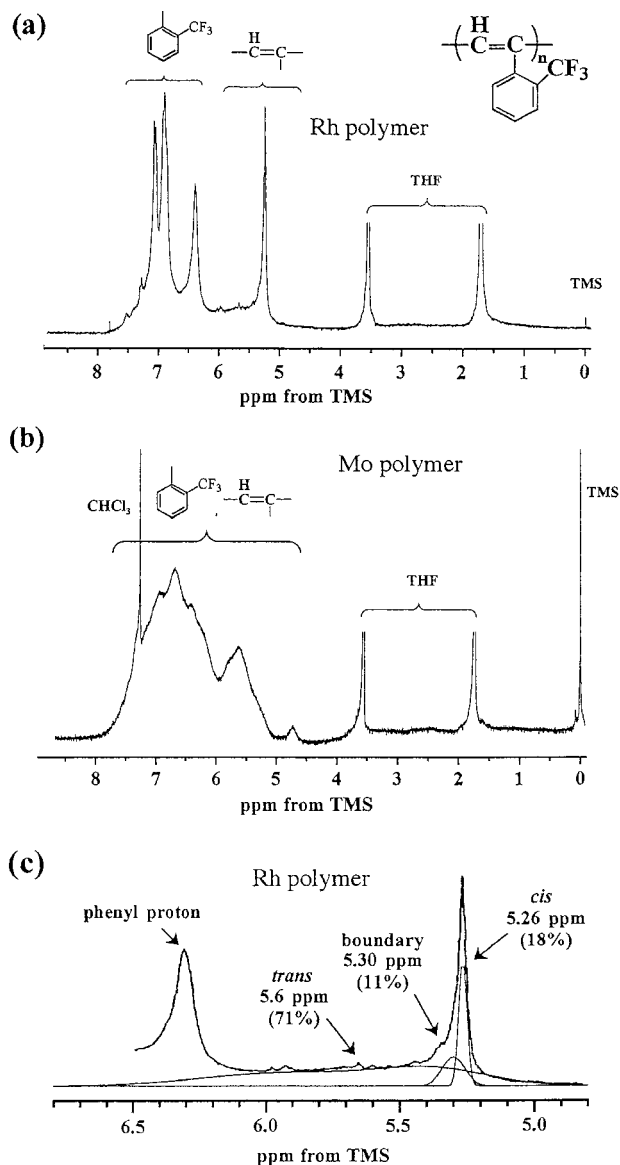 (a)
CF3
H
—C=C—
H
C=C
n
CF3
Rh polymer
THF
TMS
8 7 6 5 4 3 2 1 0
ppm from TMS
(b)
Mo polymer
CHCl3
CF3
H
—C=C—
TMS
THF
8 7 6 5 4 3 2 1 0
ppm from TMS
(c)
Rh polymer
phenyl proton
trans
5.6 ppm
(71%)
boundary
5.30 ppm
(11%)
cis
5.26 ppm
(18%)
6.5 6.0 5.5 5.0
ppm from TMS